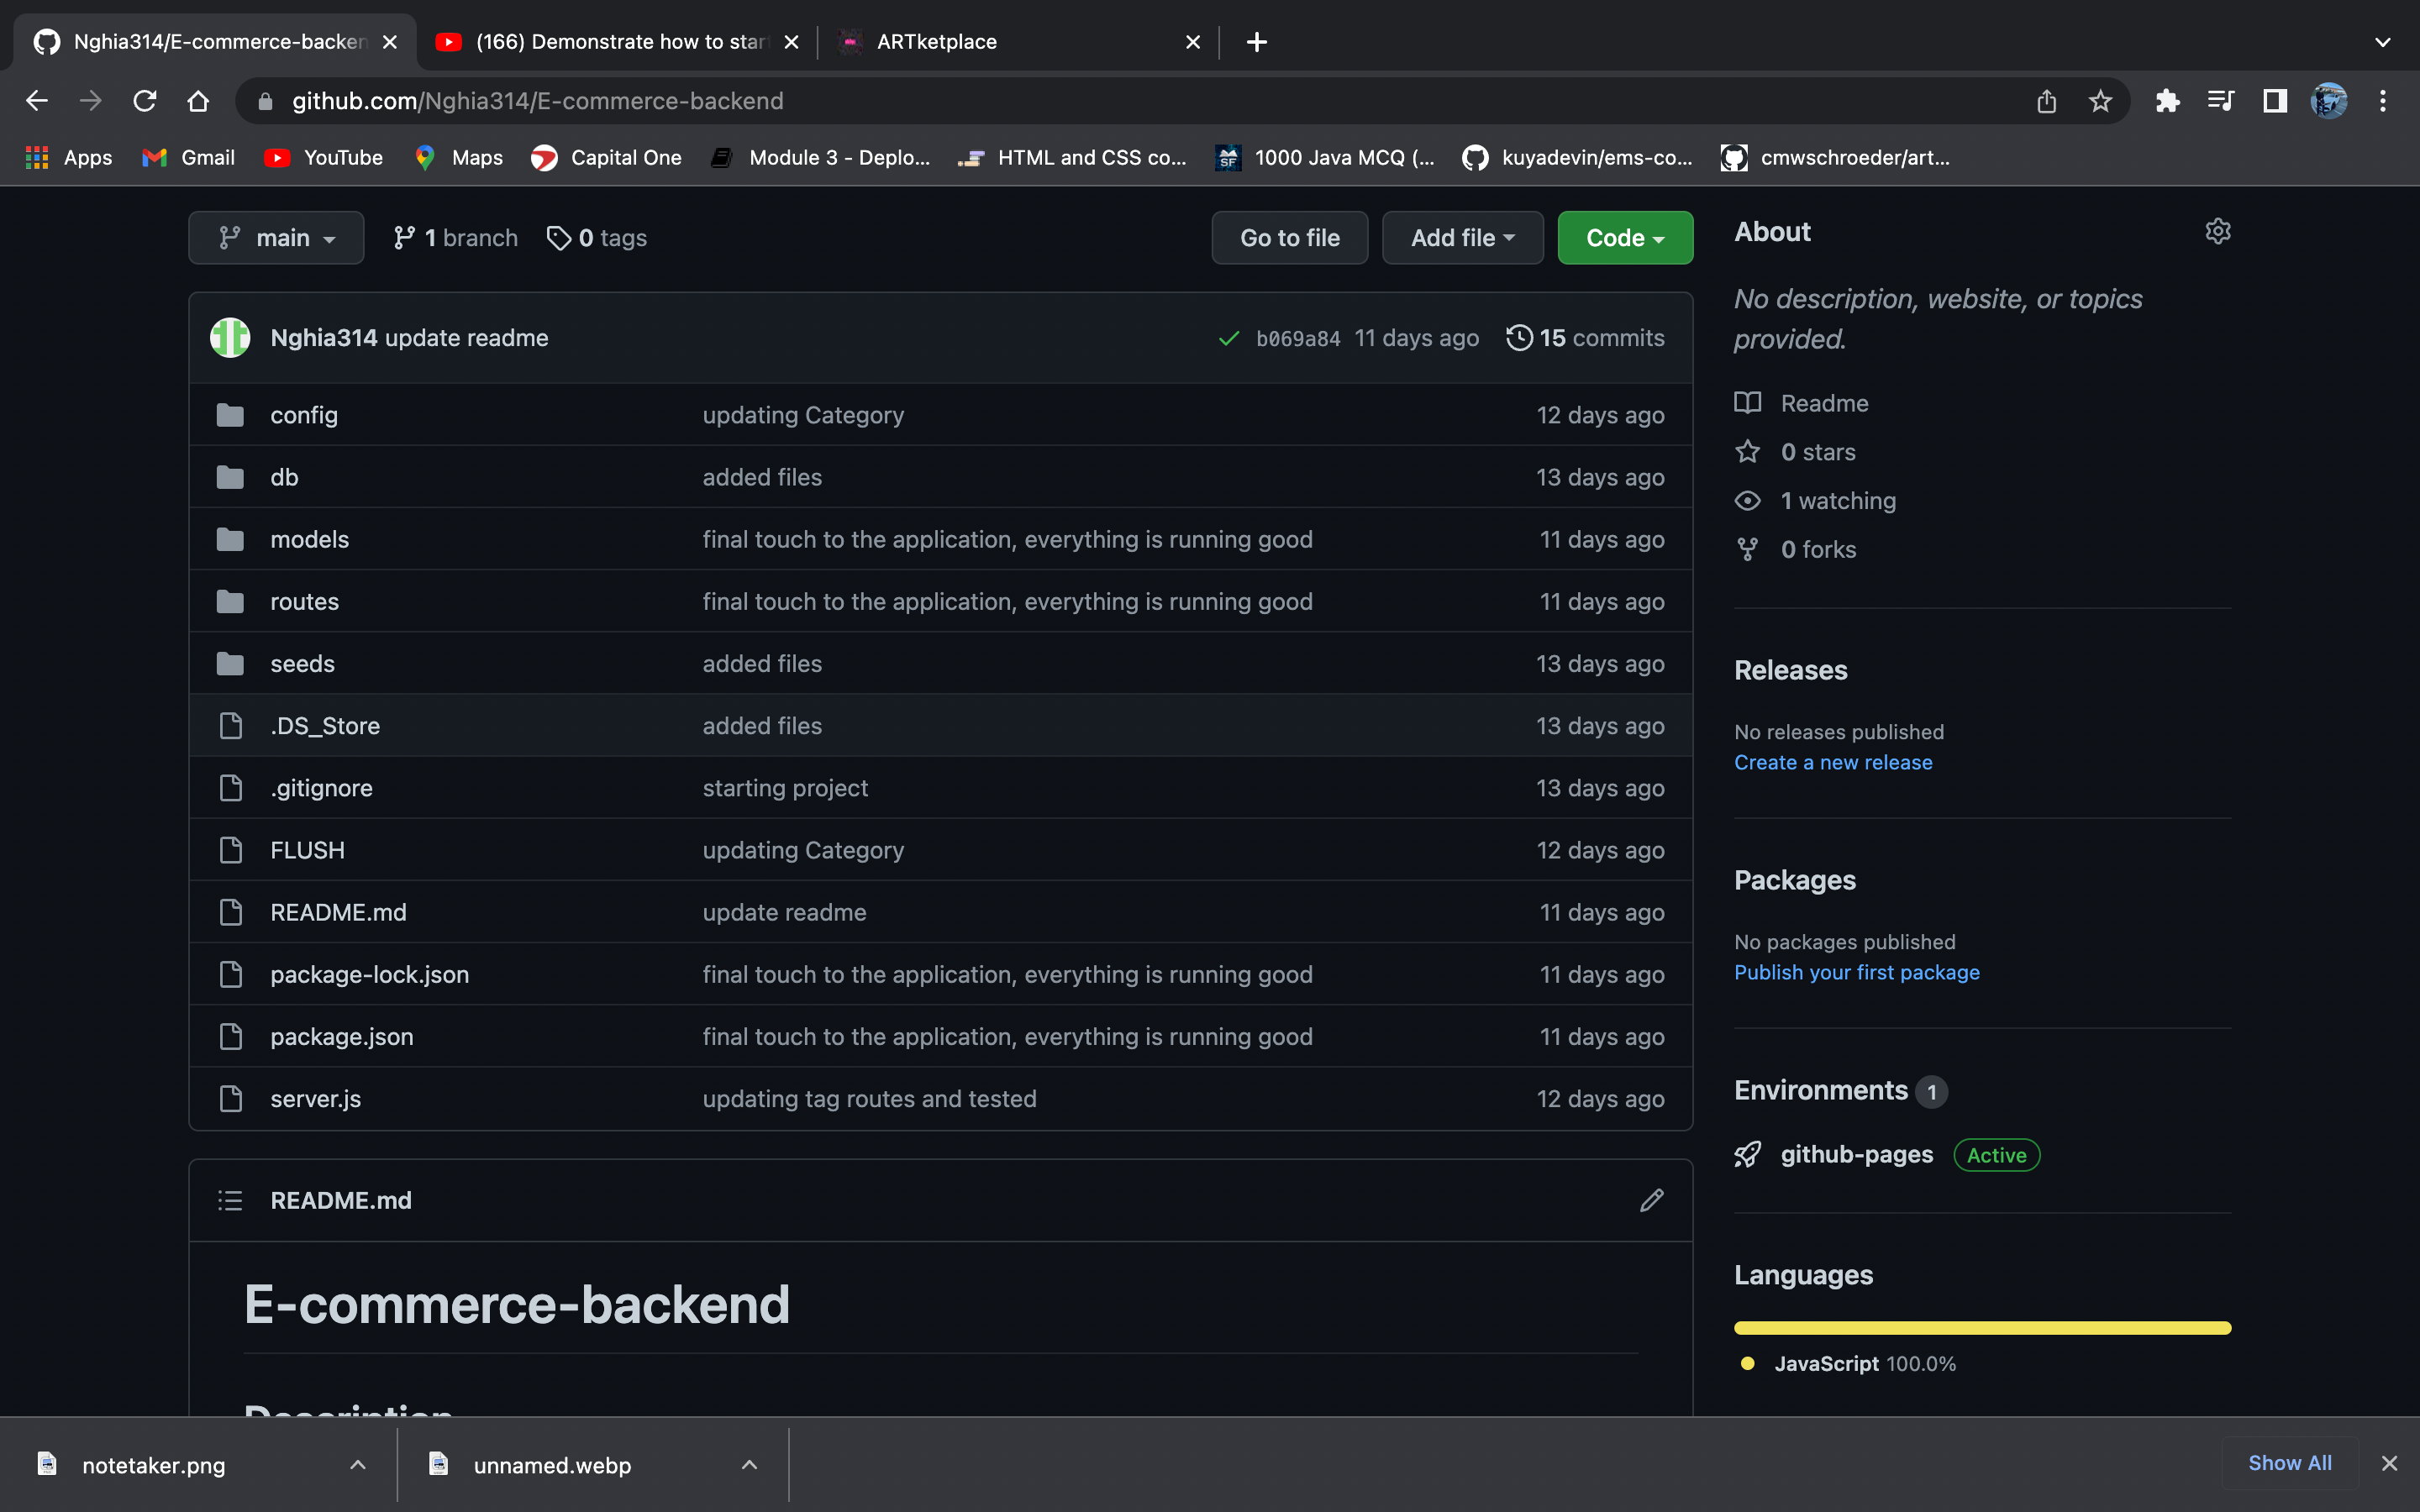 Nghia314/E-commerce-backen
(166) Demonstrate how to star
ARTketplace
github.com/Nghia314/E-commerce-backend
Apps
Gmail
YouTube
Maps
Capital One
Module 3 - Deplo...
HTML and CSS co...
1000 Java MCQ (...
kuyadevin/ems-co...
cmwschroeder/art...
main
1 branch
0 tags
Go to file
Add file
Code
Nghia314 update readme
b069a84 11 days ago
15 commits
config updating Category 12 days ago
db added files 13 days ago
models final touch to the application, everything is running good 11 days ago
routes final touch to the application, everything is running good 11 days ago
seeds added files 13 days ago
.DS_Store added files 13 days ago
.gitignore starting project 13 days ago
FLUSH updating Category 12 days ago
README.md update readme 11 days ago
package-lock.json final touch to the application, everything is running good 11 days ago
package.json final touch to the application, everything is running good 11 days ago
server.js updating tag routes and tested 12 days ago
README.md
E-commerce-backend
Description
About
No description, website, or topics
provided.
Readme
0 stars
1 watching
0 forks
Releases
No releases published
Create a new release
Packages
No packages published
Publish your first package
Environments 1
github-pages Active
Languages
JavaScript 100.0%
notetaker.png
unnamed.webp
Show All